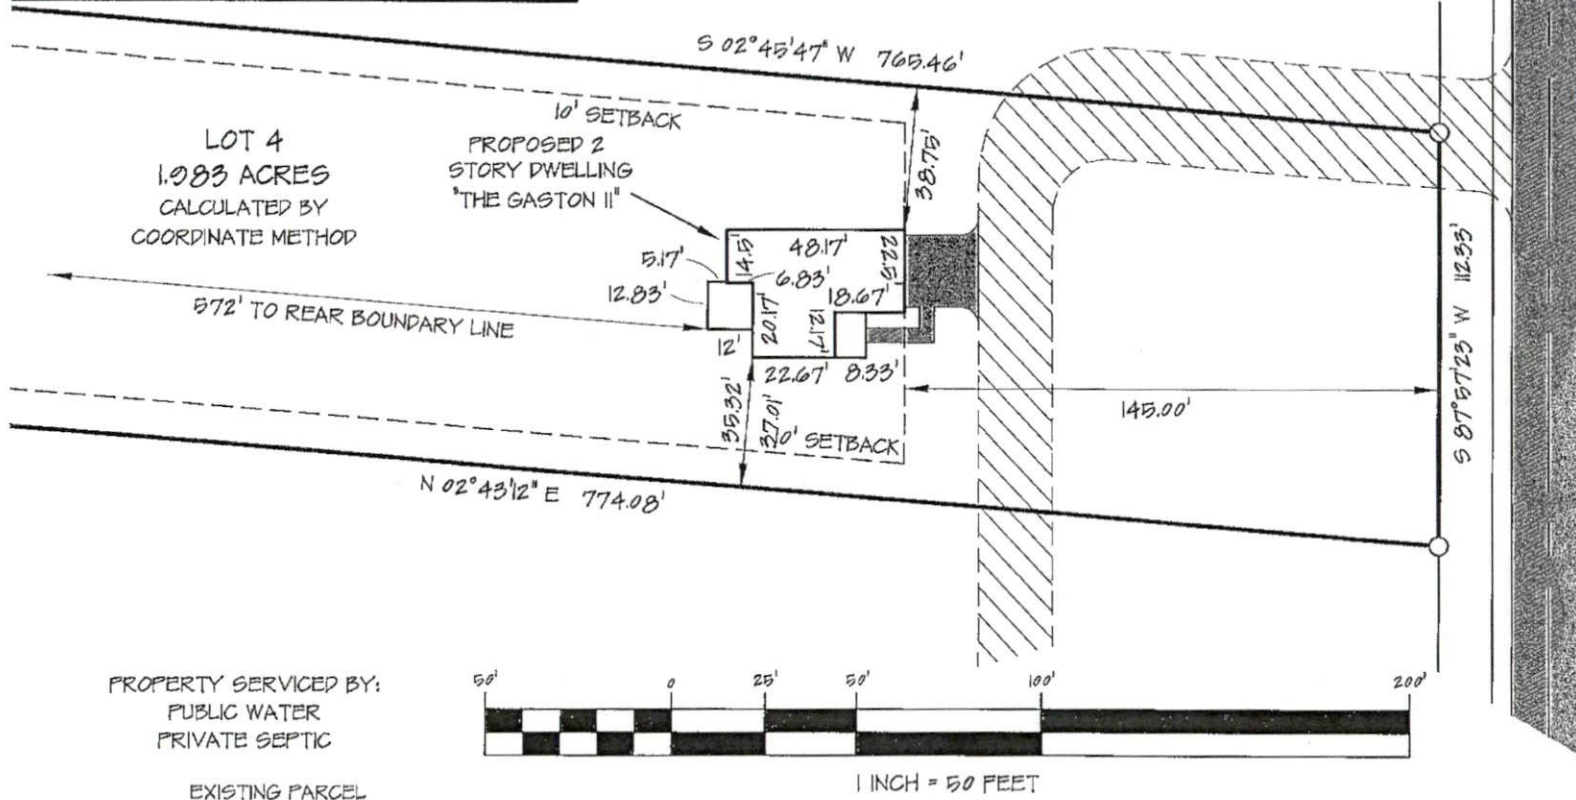 S 02°45'47" W 765.46'
10' SETBACK
LOT 4
1.983 ACRES
CALCULATED BY
COORDINATE METHOD
PROPOSED 2
STORY DWELLING
"THE GASTON II"
38.75'
5.17'
14.5'
48.17'
22.5'
6.83'
12.83'
18.67'
572' TO REAR BOUNDARY LINE
12'
20.17'
12.17'
22.67'
8.33'
145.00'
S 87°57'23" W 112.33'
35.32'
37.01'
10' SETBACK
N 02°43'12" E 774.08'
PROPERTY SERVICED BY:
PUBLIC WATER
PRIVATE SEPTIC
50' 0 25' 50' 100' 200'
1 INCH = 50 FEET
EXISTING PARCEL